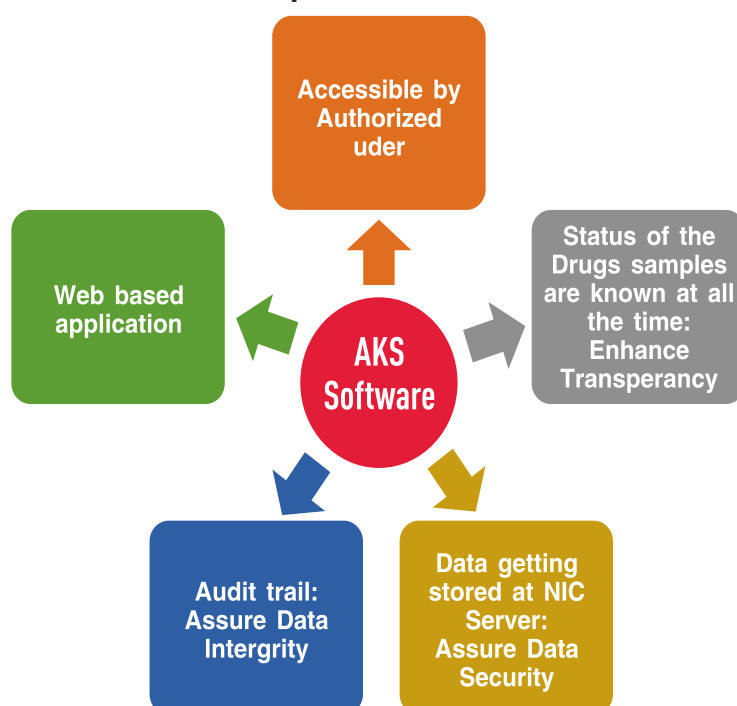 Accessible by
Authorized
uder
Web based
application
Status of the
Drugs samples
are known at all
the time:
Enhance
Transperancy
AKS
Software
Audit trail:
Assure Data
Intergrity
Data getting
stored at NIC
Server:
Assure Data
Security